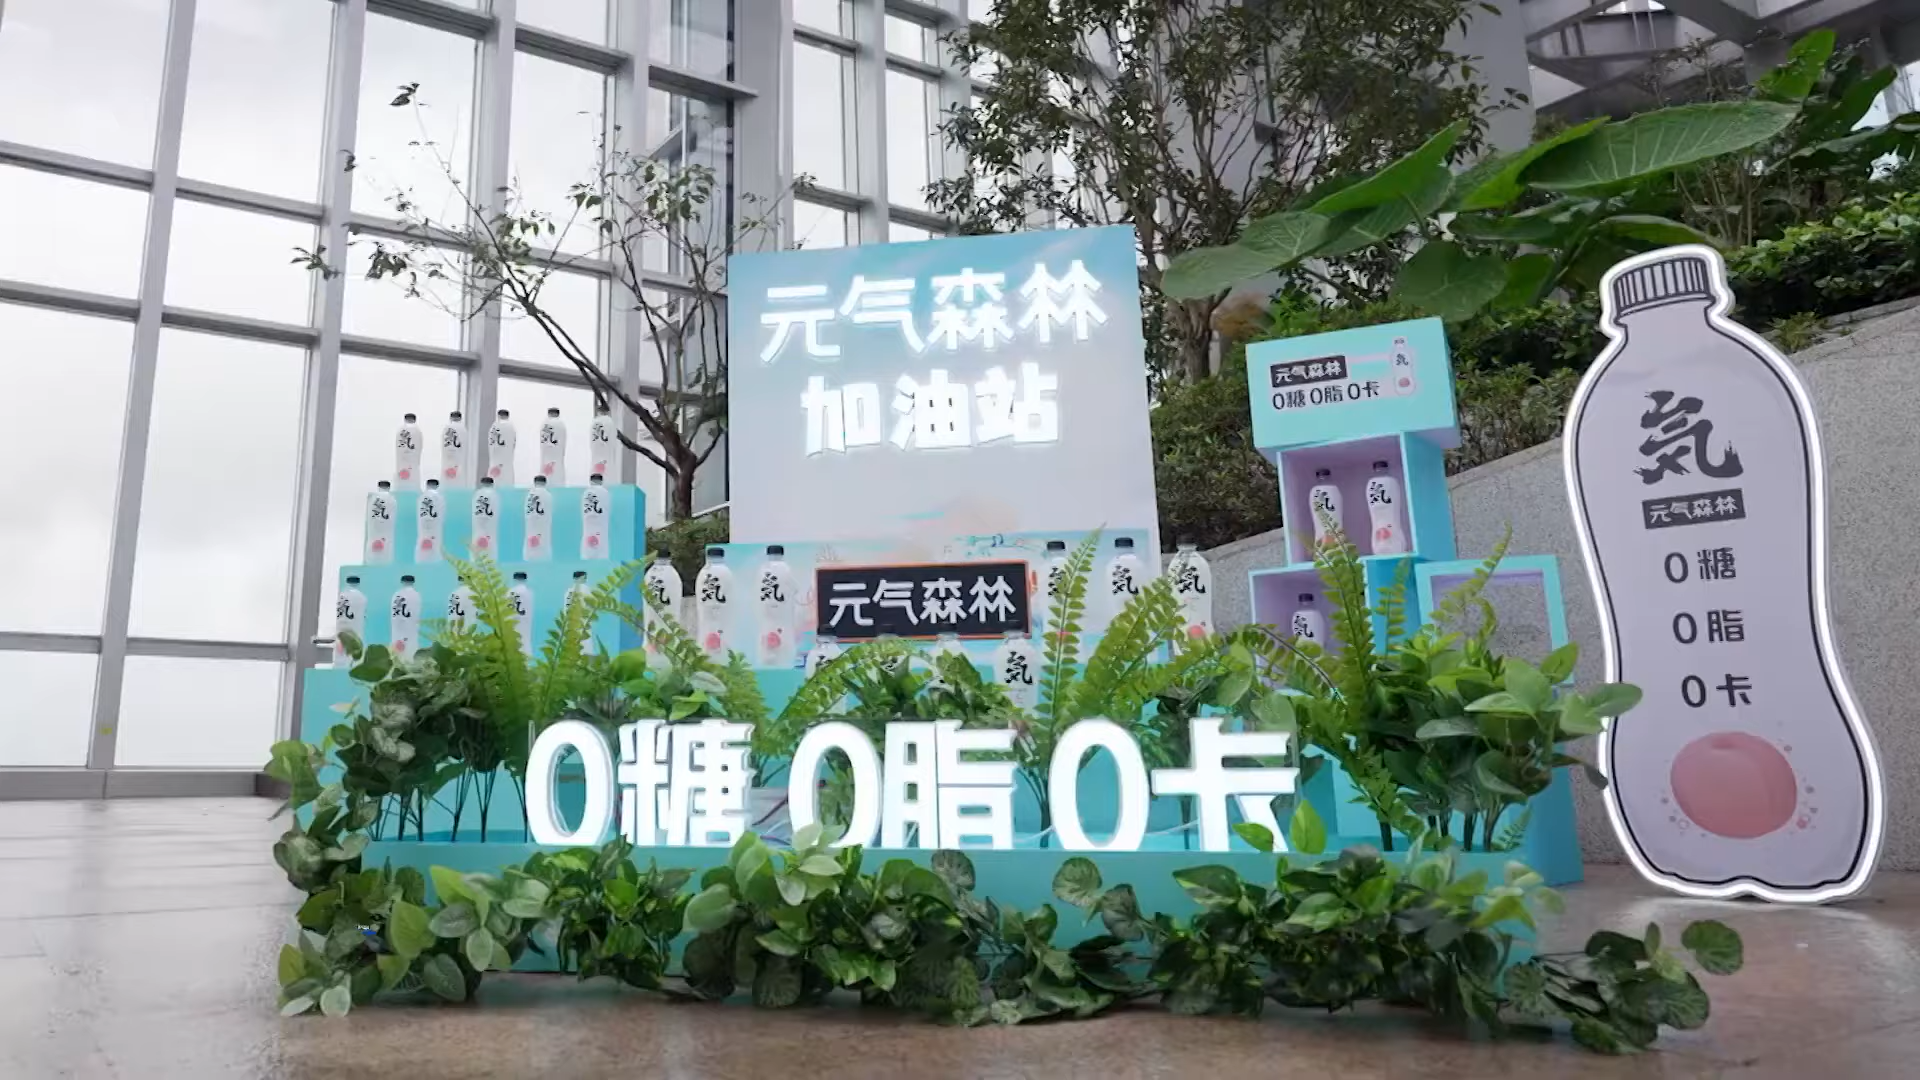 元气森林
加油站
元气森林
0糖 0脂 0卡
氣
元气森林
0糖 0脂 0卡
気
元气森林
0糖
0脂
0卡